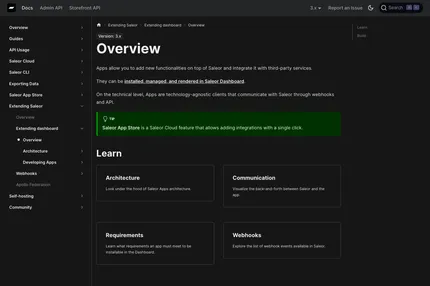 Docs
Admin API
Storefront API
3.x
Report an Issue
Search
Overview
Guides
API Usage
Saleor Cloud
Saleor CLI
Exporting Data
Saleor App Store
Extending Saleor
Overview
Extending dashboard
Overview
Architecture
Developing Apps
Webhooks
Apollo Federation
Self-hosting
Community
Extending Saleor
Extending dashboard
Overview
Version: 3.x
Overview
Apps allow you to add new functionalities on top of Saleor and integrate it with third-party services.
They can be installed, managed, and rendered in Saleor Dashboard.
On the technical level, Apps are technology-agnostic clients that communicate with Saleor through webhooks
and API.
TIP
Saleor App Store is a Saleor Cloud feature that allows adding integrations with a single click.
Learn
Architecture
Look under the hood of Saleor Apps architecture.
Communication
Visualize the back-and-forth between Saleor and the
app.
Requirements
Learn what requirements an app must meet to be
installable in the Dashboard.
Webhooks
Explore the list of webhook events available in Saleor.
Learn
Build